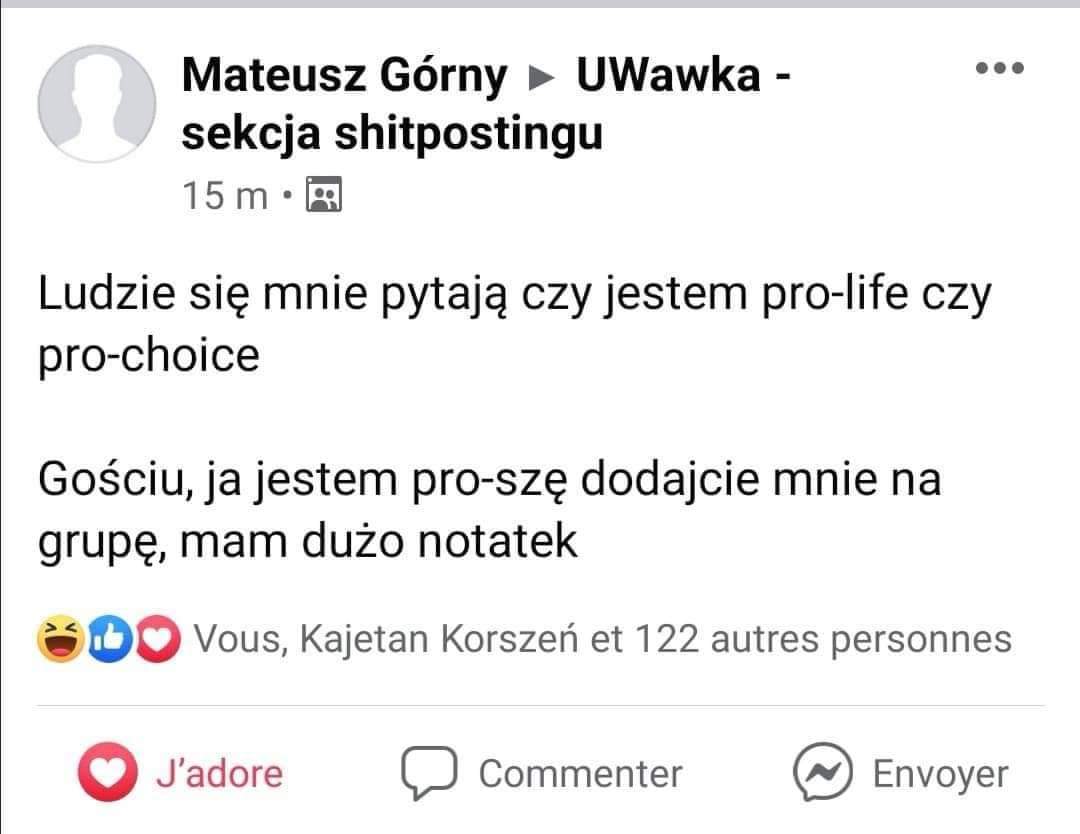 Mateusz Górny ▸ UWawka -
sekcja shitpostingu
15 m •
Ludzie się mnie pytają czy jestem pro-life czy
pro-choice
Gościu, ja jestem pro-szę dodajcie mnie na
grupę, mam dużo notatek
Vous, Kajetan Korszeń et 122 autres personnes
J'adore
Commenter
Envoyer